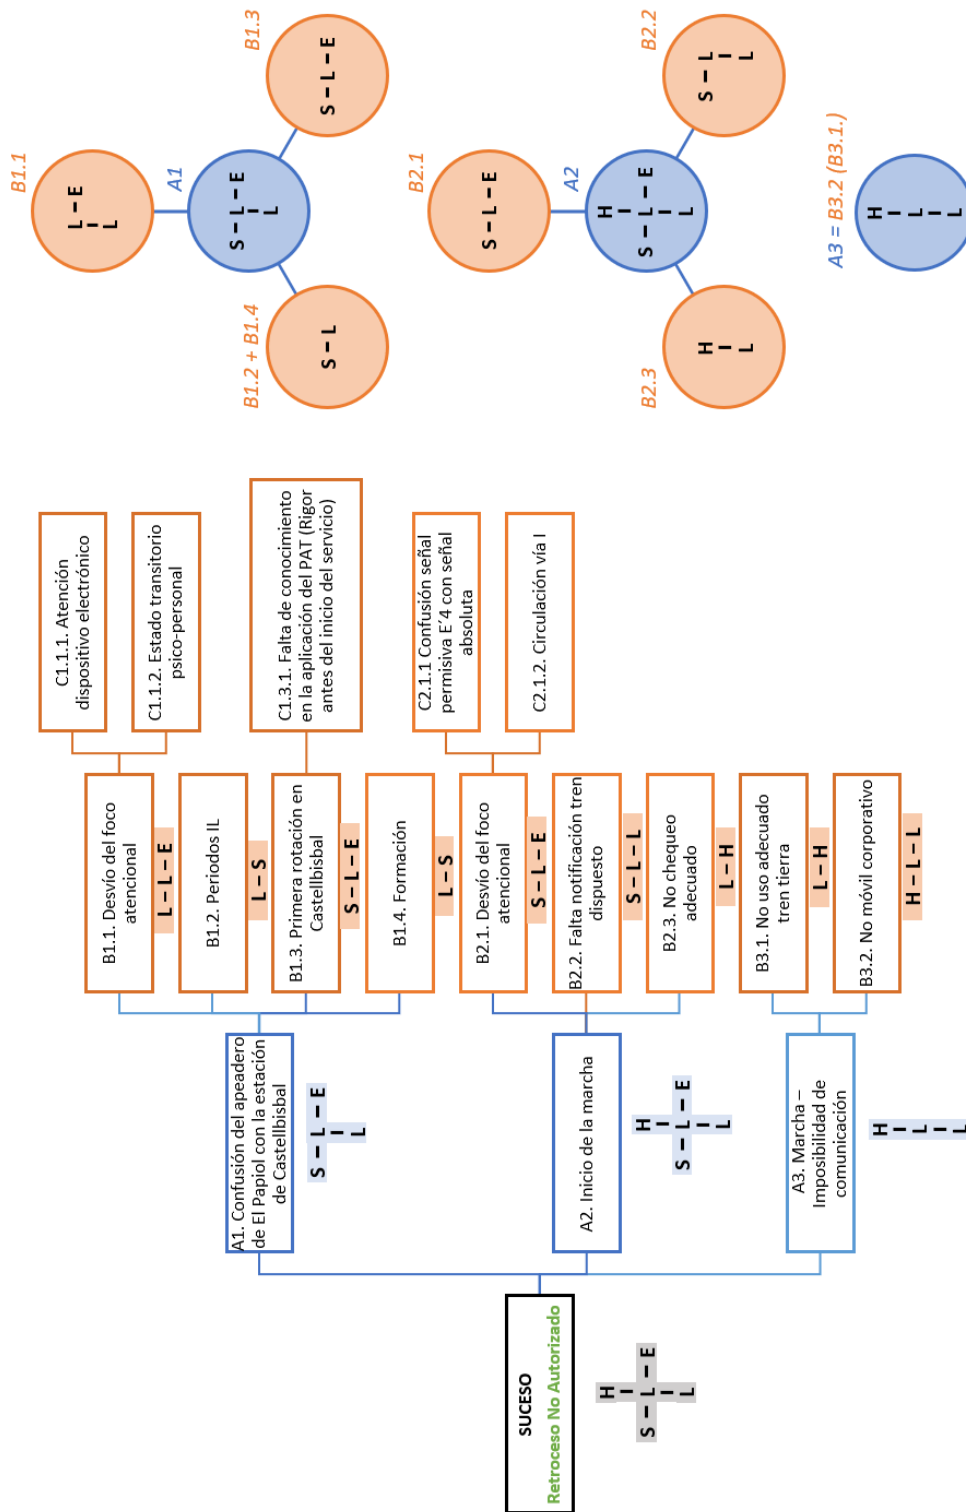 SUCESO
Retroceso No Autorizado
H
I
S – L – E
I
L
A1. Confusión del apeadero
de El Papiol con la estación
de Castellbisbal
S – L – E
I
L
A2. Inicio de la marcha
H
I
S – L – E
I
L
A3. Marcha –
Imposibilidad de
comunicación
H
I
L
I
L
B1.1. Desvío del foco
atencional
L – L – E
B1.2. Periodos IL
L – S
B1.3. Primera rotación en
Castellbisbal
S – L – E
B1.4. Formación
L – S
B2.1. Desvío del foco
atencional
S – L – E
B2.2. Falta notificación tren
dispuesto
S – L – L
B2.3. No chequeo
adecuado
L – H
B3.1. No uso adecuado
tren tierra
L – H
B3.2. No móvil corporativo
H – L – L
C1.1.1. Atención
dispositivo electrónico
C1.1.2. Estado transitorio
psico-personal
C1.3.1. Falta de conocimiento
en la aplicación del PAT (Rigor
antes del inicio del servicio)
C2.1.1 Confusión señal
permisiva E´4 con señal
absoluta
C2.1.2. Circulación vía I
B1.1
L – E
I
L
A1
S – L – E
I
L
B1.2 + B1.4
S – L
B1.3
S – L – E
B2.1
S – L – E
A2
H
I
S – L – E
I
L
B2.3
H
I
L
B2.2
S – L
I
L
A3 = B3.2 (B3.1.)
H
I
L
I
L